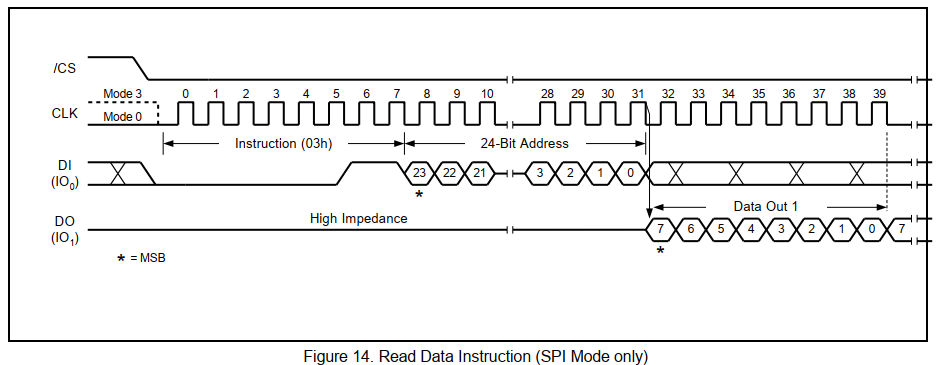 /CS
Mode 3 0 1 2 3 4 5 6 7 8 9 10 28 29 30 31 32 33 34 35 36 37 38 39
CLK
Mode 0
Instruction (03h) 24-Bit Address
DI
(IO0)
23 22 21 3 2 1 0
*
Data Out 1
High Impedance
DO
(IO1)
7 6 5 4 3 2 1 0 7
*
* = MSB
Figure 14. Read Data Instruction (SPI Mode only)